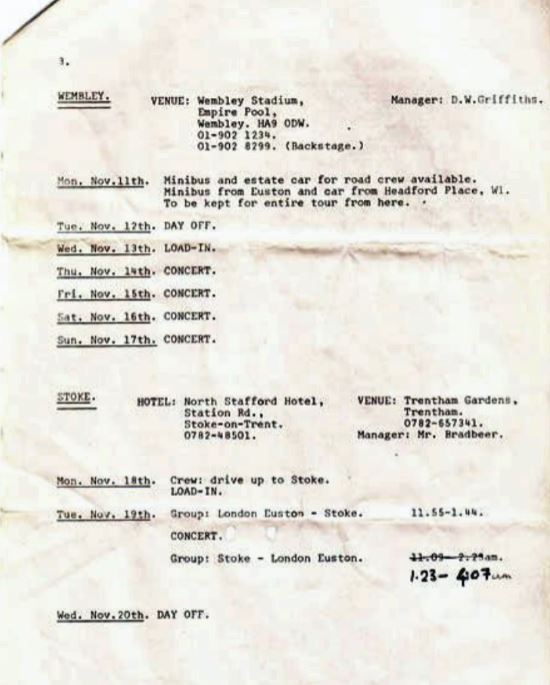 3.
WEMBLEY. VENUE: Wembley Stadium, Manager: D.W.Griffiths.
Empire Pool,
Wembley. HA9 ODW.
01-902 1234.
01-902 8299. (Backstage.)
Mon. Nov.11th. Minibus and estate car for road crew available.
Minibus from Euston and car from Headford Place, W1.
To be kept for entire tour from here.
Tue. Nov. 12th. DAY OFF.
Wed. Nov. 13th. LOAD-IN.
Thu. Nov. 14th. CONCERT.
Fri. Nov. 15th. CONCERT.
Sat. Nov. 16th. CONCERT.
Sun. Nov. 17th. CONCERT.
STOKE. HOTEL: North Stafford Hotel, VENUE: Trentham Gardens,
Station Rd., Trentham.
Stoke-on-Trent. 0782-657341.
0782-48501. Manager: Mr. Bradbeer.
Mon. Nov. 18th. Crew: drive up to Stoke.
LOAD-IN.
Tue. Nov. 19th. Group: London Euston - Stoke. 11.55-1.44.
CONCERT.
Group: Stoke - London Euston. 11.09- 2.29am.
1.23- 4.07am
Wed. Nov.20th. DAY OFF.